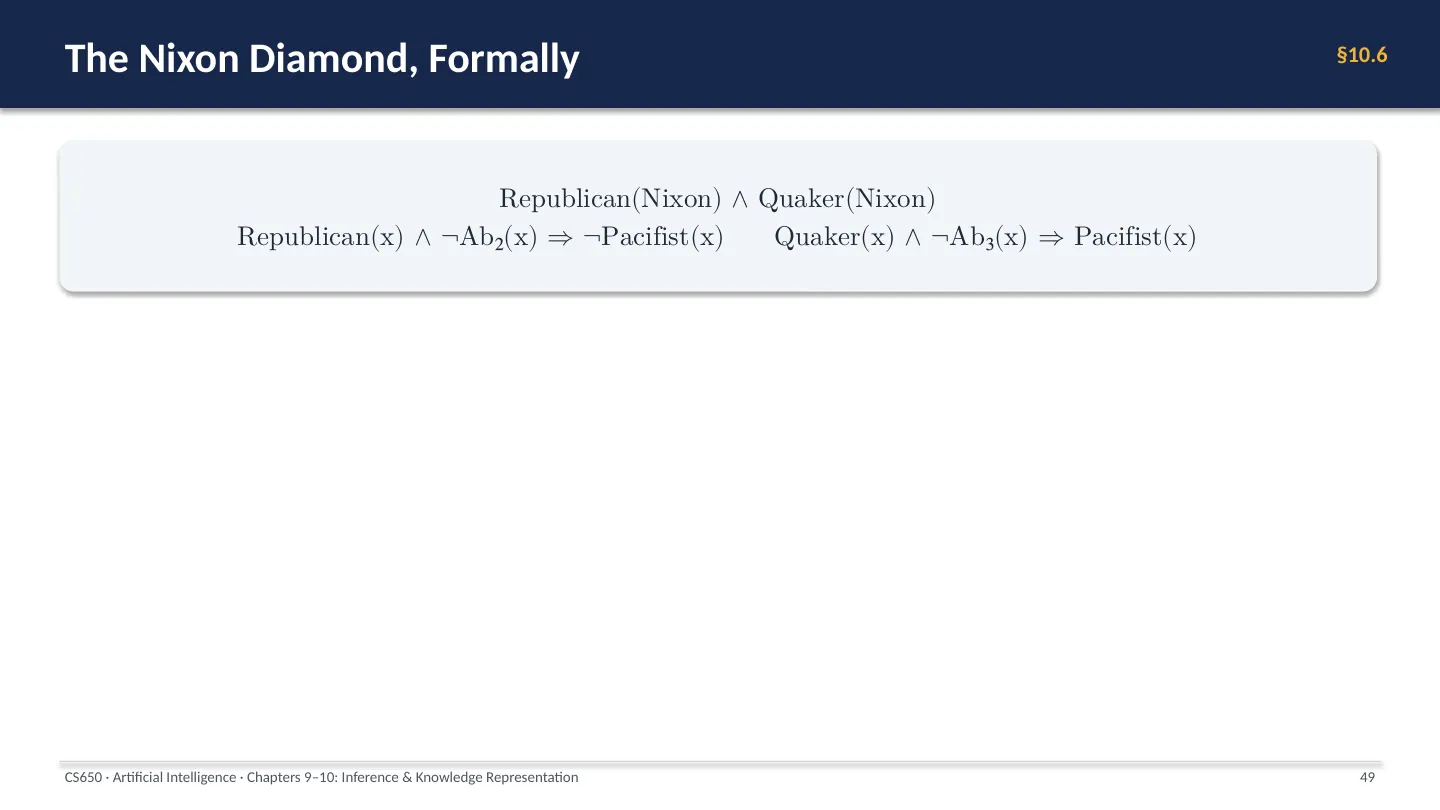 The Nixon Diamond, Formally
§10.6
Republican(Nixon) ∧ Quaker(Nixon)
Republican(x) ∧ ¬Ab₂(x) ⇒ ¬Pacifist(x) Quaker(x) ∧ ¬Ab₃(x) ⇒ Pacifist(x)
CS650 · Artificial Intelligence · Chapters 9–10: Inference & Knowledge Representation
49